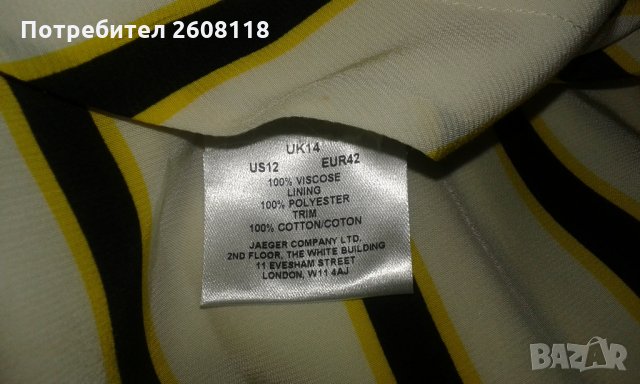 Потребител 2608118
UK14
US12 EUR42
100% VISCOSE
LINING
100% POLYESTER
TRIM
100% COTTON/COTON
JAEGER COMPANY LTD.
2ND FLOOR, THE WHITE BUILDING
11 EVESHAM STREET
LONDON, W11 4AJ
BAZAR